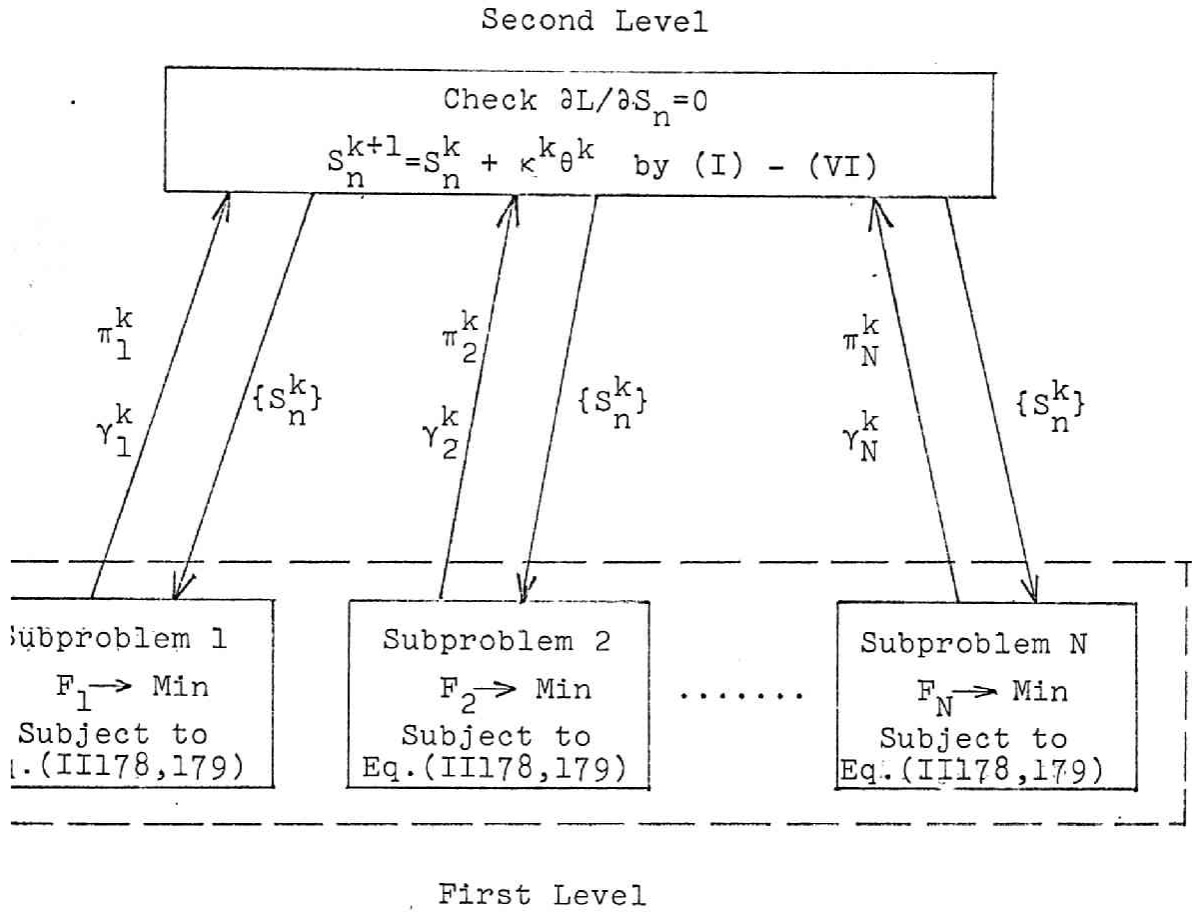 Second Level
Check ∂L/∂S_n=0
S_n^{k+1}=S_n^k + κ^kθ^k by (I) - (VI)
π_1^k
γ_1^k
{S_n^k}
π_2^k
γ_2^k
{S_n^k}
π_N^k
γ_N^k
{S_n^k}
Subproblem 1
F_1→ Min
Subject to
.(II178,179)
Subproblem 2
F_2→ Min
Subject to
Eq.(II178,179)
.......
Subproblem N
F_N→ Min
Subject to
Eq.(II178,179)
First Level